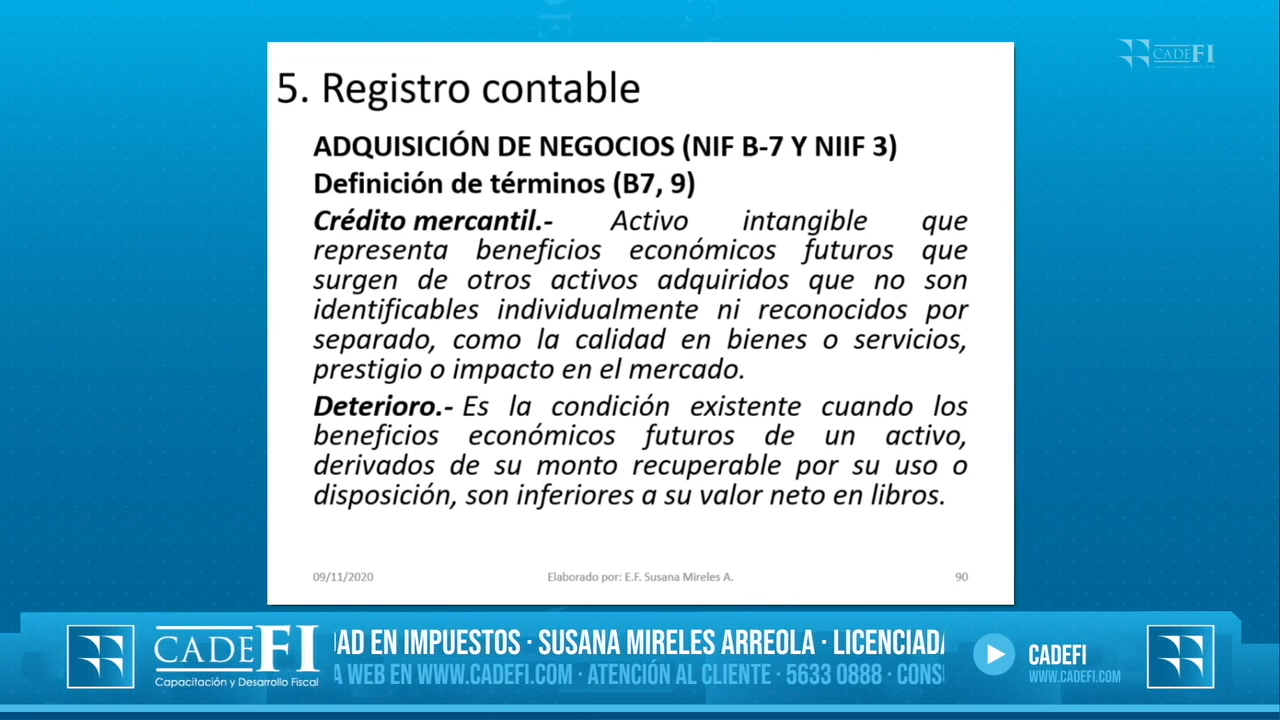 CADEFI
5. Registro contable
ADQUISICIÓN DE NEGOCIOS (NIF B-7 Y NIIF 3)
Definición de términos (B7, 9)
Crédito mercantil.- Activo intangible que
representa beneficios económicos futuros que
surgen de otros activos adquiridos que no son
identificables individualmente ni reconocidos por
separado, como la calidad en bienes o servicios,
prestigio o impacto en el mercado.
Deterioro.- Es la condición existente cuando los
beneficios económicos futuros de un activo,
derivados de su monto recuperable por su uso o
disposición, son inferiores a su valor neto en libros.
09/11/2020 Elaborado por: E.F. Susana Mireles A. 90
CADEFI
Capacitación y Desarrollo Fiscal
DAD EN IMPUESTOS · SUSANA MIRELES ARREOLA · LICENCIADA
A WEB EN WWW.CADEFI.COM · ATENCIÓN AL CLIENTE · 5633 0888 · CONS
CADEFI
WWW.CADEFI.COM